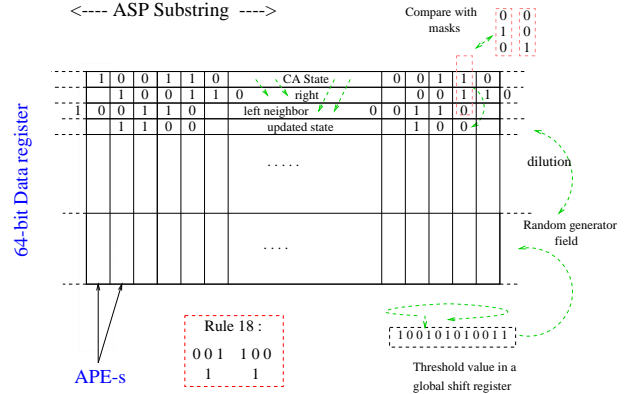 <---- ASP Substring ---->
Compare with
masks
0 0
1 0
0 1
1 0 0 1 1 0 CA State 0 0 1 1 0
1 0 0 1 1 0 right 0 0 1 1 0
1 0 0 1 1 0 left neighbor 0 0 1 1 0
1 1 0 0 updated state 1 0 0
64-bit Data register
. . . . .
dilution
Random generator
field
. . . .
Rule 18 :
0 0 1 1 0 0
1 1
1 0 0 1 0 1 0 1 0 0 1 1
APE-s
Threshold value in a
global shift register